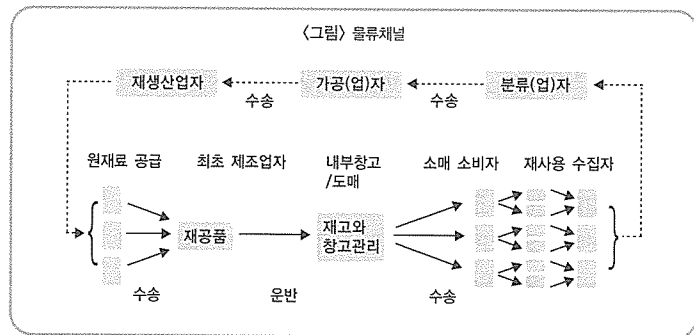 〈그림〉 물류채널
재생산업자 가공(업)자 분류(업)자
수송 수송
원재료 공급 최초 제조업자 내부창고 소매 소비자 재사용 수집자
/도매
재공품 재고와
창고관리
수송 운반 수송